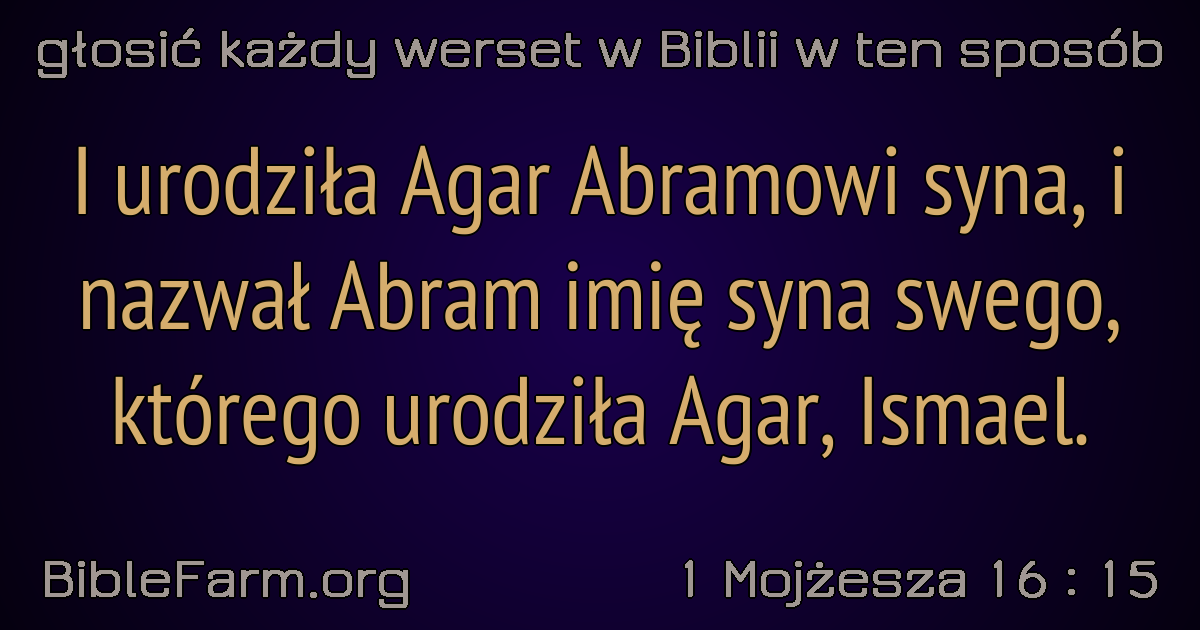 głosić każdy werset w Biblii w ten sposób
I urodziła Agar Abramowi syna, i
nazwał Abram imię syna swego,
którego urodziła Agar, Ismael.
BibleFarm.org
1 Mojżesza 16 : 15